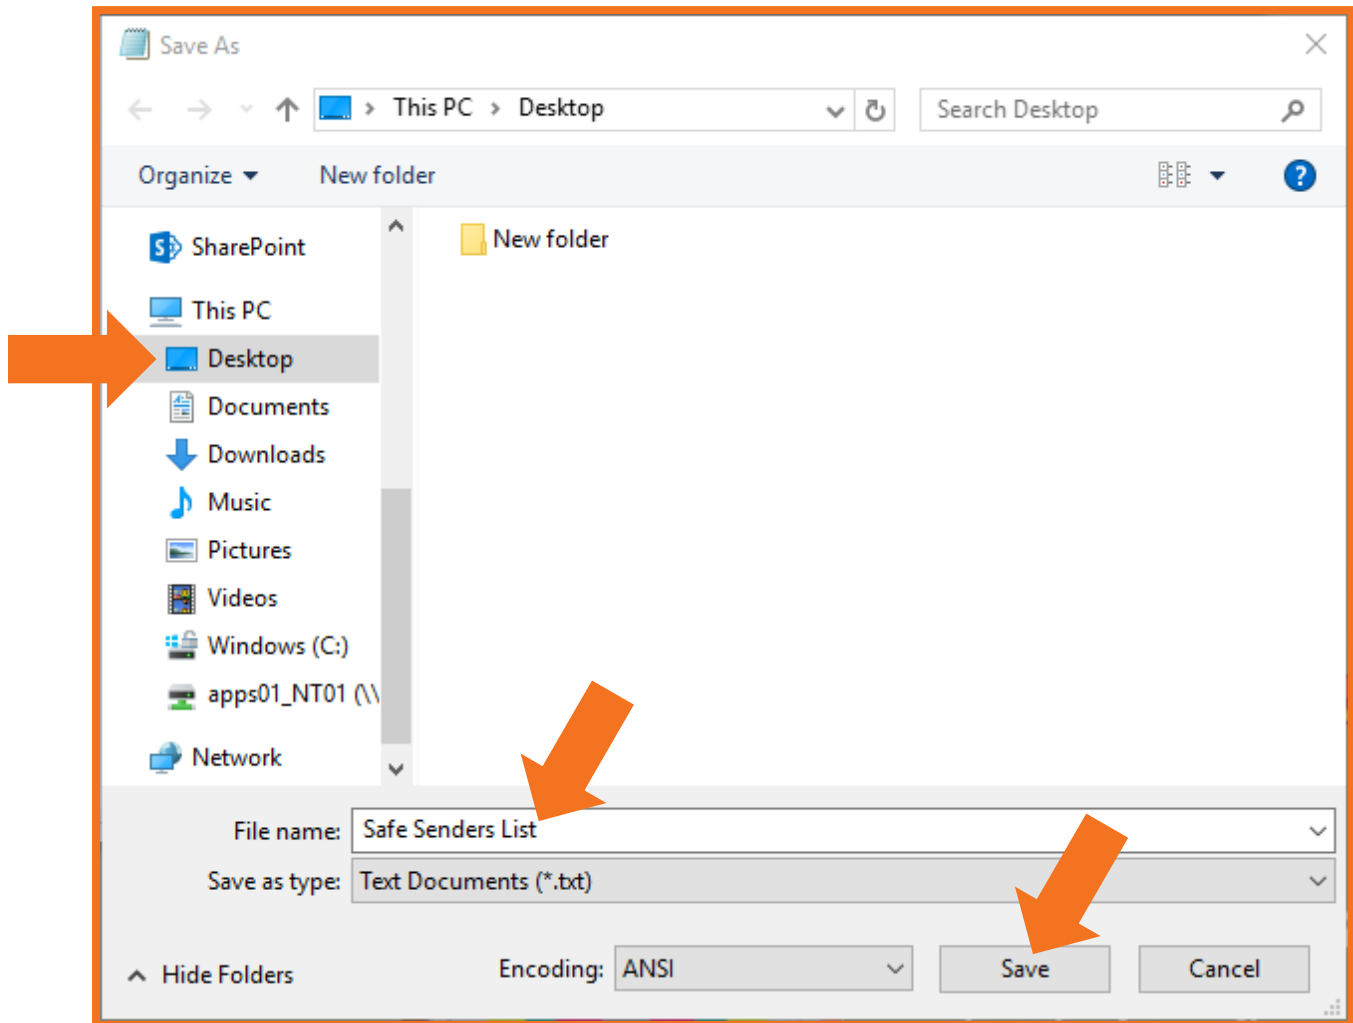 Save As
This PC > Desktop
Search Desktop
Organize
New folder
?
SharePoint
New folder
This PC
Desktop
Documents
Downloads
Music
Pictures
Videos
Windows (C:)
apps01_NT01 (\\
Network
File name: Safe Senders List
Save as type: Text Documents (*.txt)
Hide Folders
Encoding: ANSI
Save
Cancel